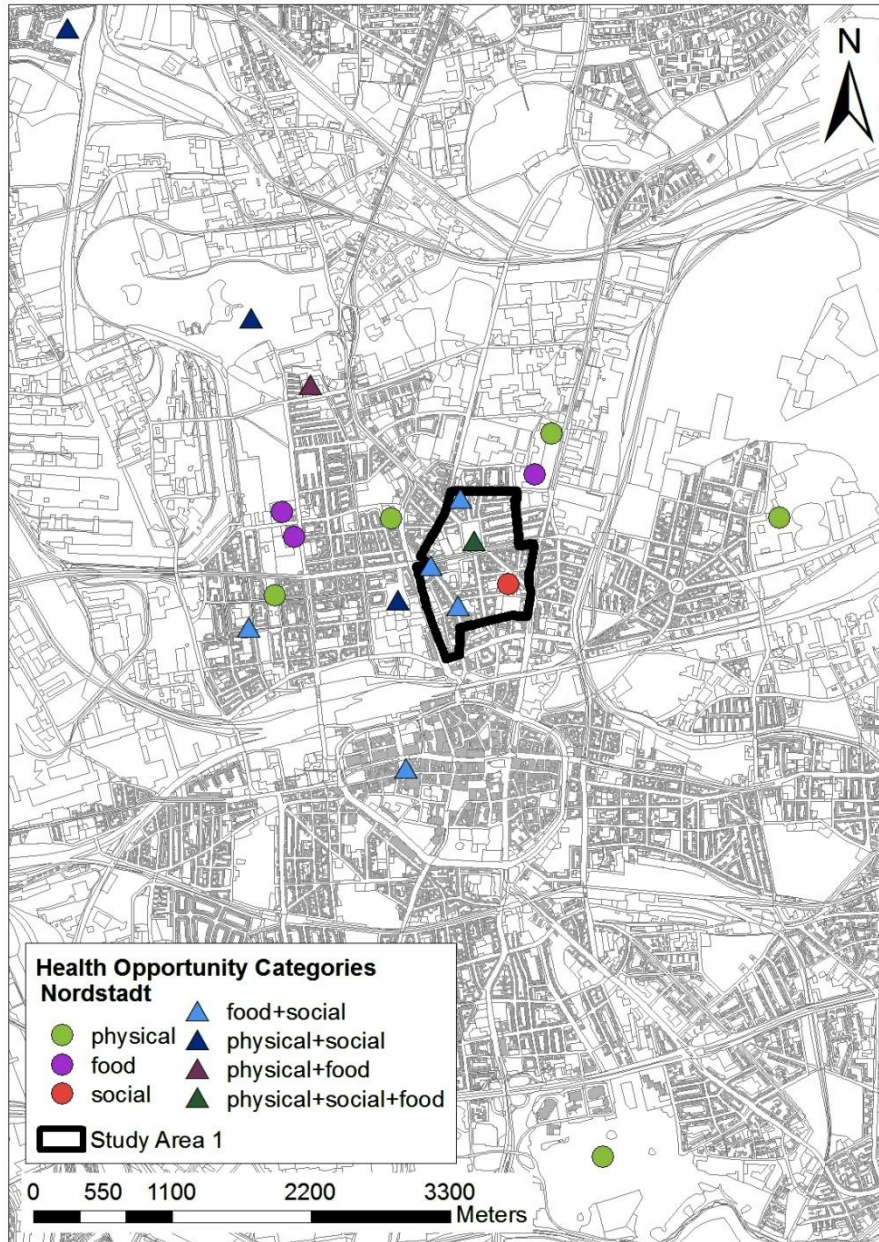 N
Health Opportunity Categories
Nordstadt
physical
food
social
food+social
physical+social
physical+food
physical+social+food
Study Area 1
0 550 1100 2200 3300
Meters